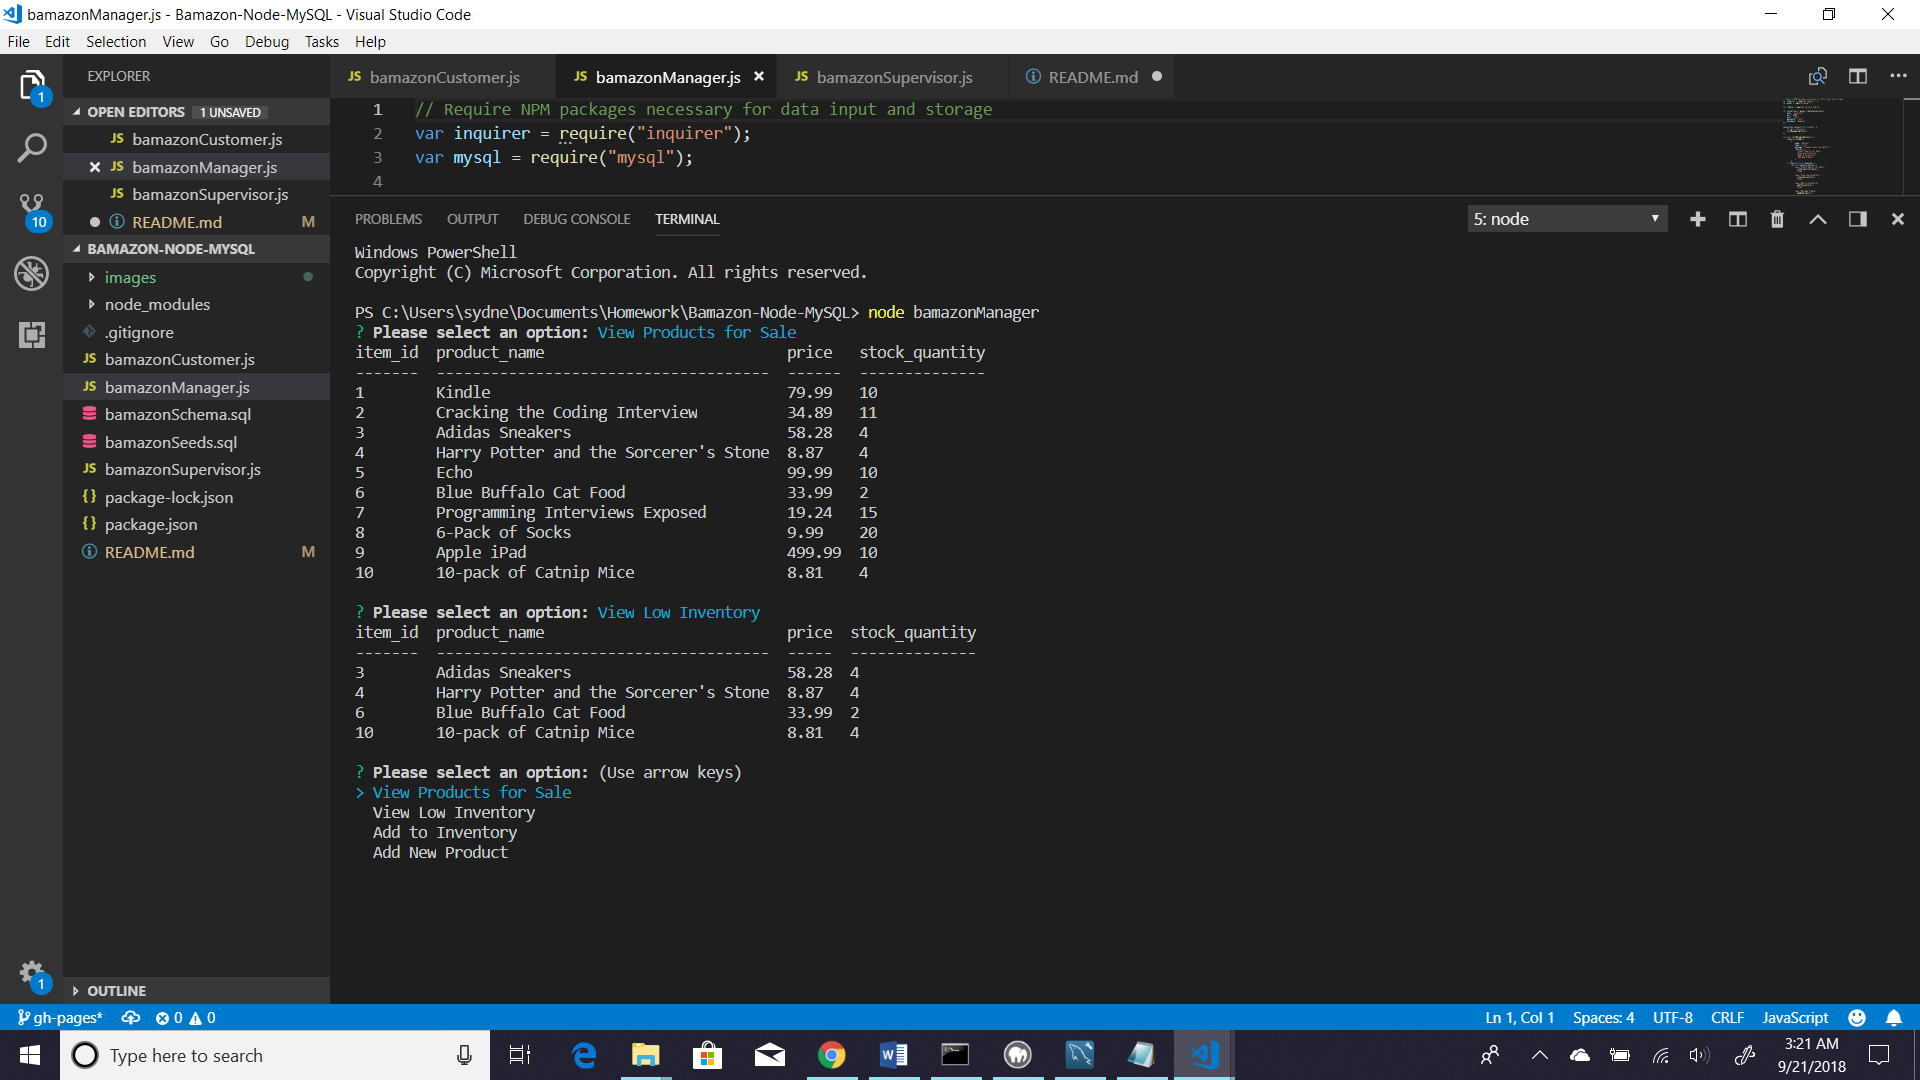 bamazonManager.js - Bamazon-Node-MySQL - Visual Studio Code
File Edit Selection View Go Debug Tasks Help
EXPLORER
OPEN EDITORS 1 UNSAVED
JS bamazonCustomer.js
JS bamazonManager.js
JS bamazonSupervisor.js
README.md M
BAMAZON-NODE-MYSQL
images
node_modules
.gitignore
JS bamazonCustomer.js
JS bamazonManager.js
bamazonSchema.sql
bamazonSeeds.sql
JS bamazonSupervisor.js
{} package-lock.json
{} package.json
README.md M
OUTLINE
1
10
1
JS bamazonCustomer.js JS bamazonManager.js JS bamazonSupervisor.js README.md
1 // Require NPM packages necessary for data input and storage
2 var inquirer = require("inquirer");
3 var mysql = require("mysql");
4
PROBLEMS OUTPUT DEBUG CONSOLE TERMINAL 5: node
Windows PowerShell
Copyright (C) Microsoft Corporation. All rights reserved.
PS C:\Users\sydne\Documents\Homework\Bamazon-Node-MySQL> node bamazonManager
? Please select an option: View Products for Sale
item_id product_name price stock_quantity
------- ------------------------------------- ------ --------------
1 Kindle 79.99 10
2 Cracking the Coding Interview 34.89 11
3 Adidas Sneakers 58.28 4
4 Harry Potter and the Sorcerer's Stone 8.87 4
5 Echo 99.99 10
6 Blue Buffalo Cat Food 33.99 2
7 Programming Interviews Exposed 19.24 15
8 6-Pack of Socks 9.99 20
9 Apple iPad 499.99 10
10 10-pack of Catnip Mice 8.81 4
? Please select an option: View Low Inventory
item_id product_name price stock_quantity
------- ------------------------------------- ----- --------------
3 Adidas Sneakers 58.28 4
4 Harry Potter and the Sorcerer's Stone 8.87 4
6 Blue Buffalo Cat Food 33.99 2
10 10-pack of Catnip Mice 8.81 4
? Please select an option: (Use arrow keys)
> View Products for Sale
View Low Inventory
Add to Inventory
Add New Product
gh-pages* 0 0 Ln 1, Col 1 Spaces: 4 UTF-8 CRLF JavaScript
Type here to search
3:21 AM
9/21/2018